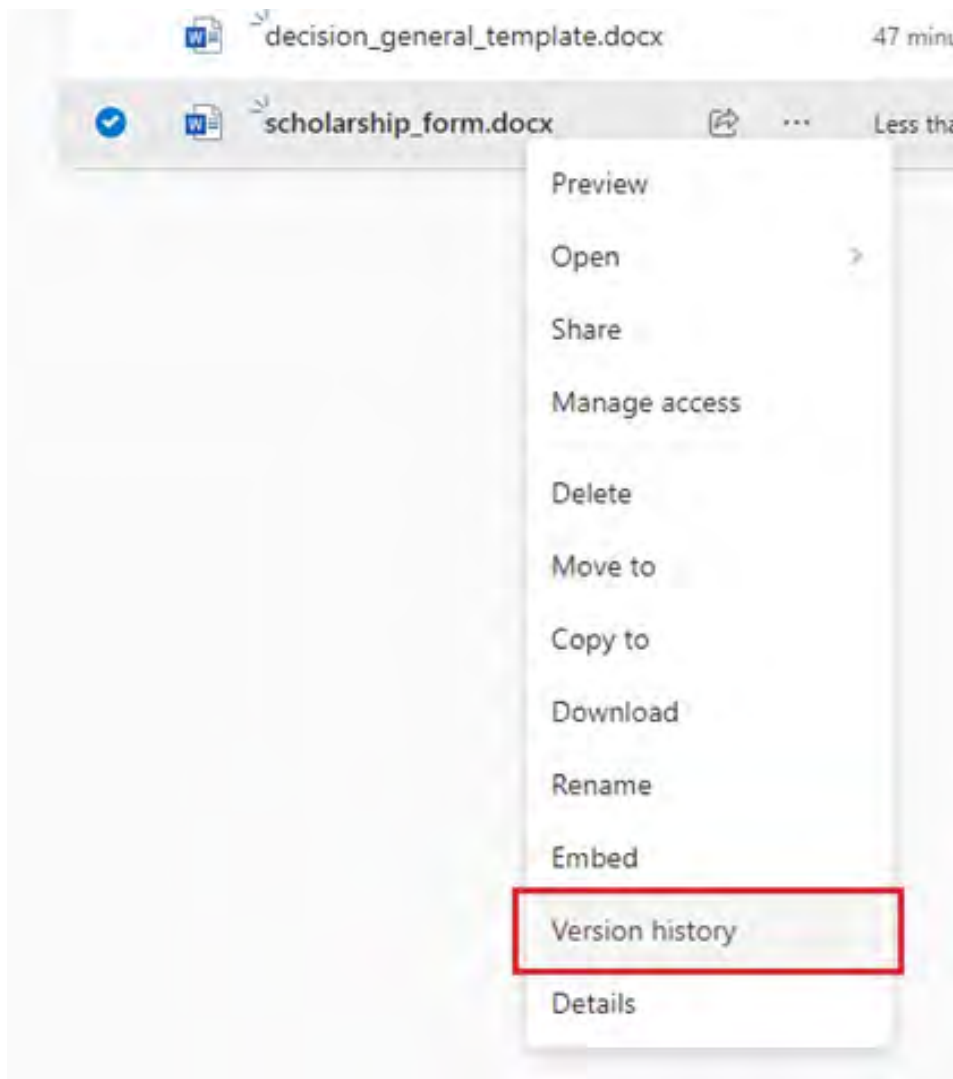 decision_general_template.docx 47 minu
scholarship_form.docx ... Less tha
Preview
Open
Share
Manage access
Delete
Move to
Copy to
Download
Rename
Embed
Version history
Details